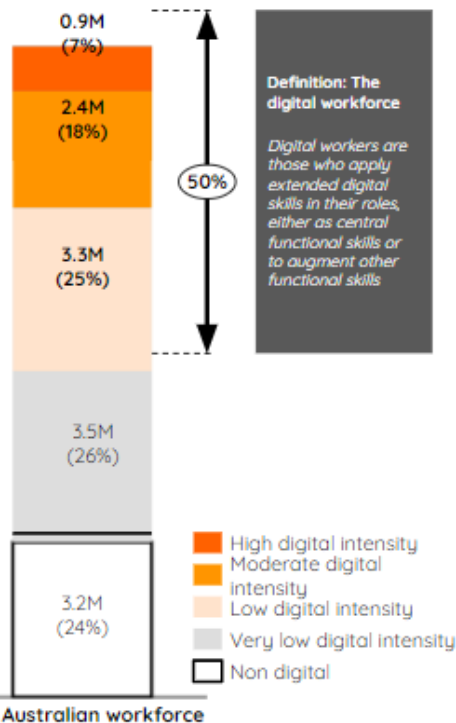 0.9M
(7%)
2.4M
(18%)
3.3M
(25%)
3.5M
(26%)
3.2M
(24%)
Australian workforce
50%
Definition: The
digital workforce
Digital workers are
those who apply
extended digital
skills in their roles,
either as central
functional skills or
to augment other
functional skills
High digital intensity
Moderate digital
intensity
Low digital intensity
Very low digital intensity
Non digital